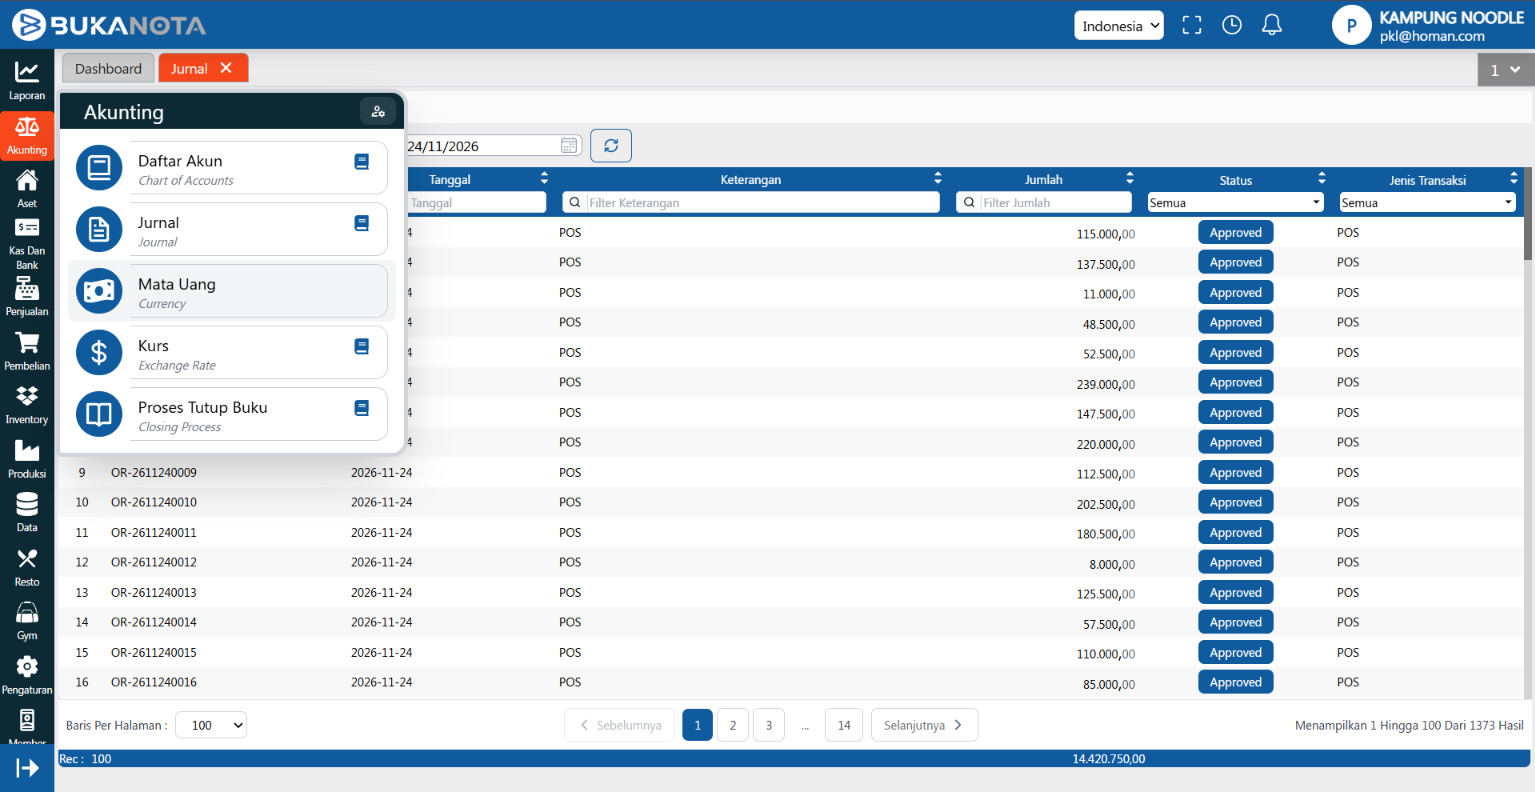 BUKANOTA
Indonesia
P
KAMPUNG NOODLE
pkl@homan.com
Dashboard
Jurnal
1
Laporan
Akunting
Aset
Kas Dan
Bank
Penjualan
Pembelian
Inventory
Produksi
Data
Resto
Gym
Pengaturan
Akunting
Daftar Akun
Chart of Accounts
Jurnal
Journal
Mata Uang
Currency
Kurs
Exchange Rate
Proses Tutup Buku
Closing Process
24/11/2026
Tanggal Keterangan Jumlah Status Jenis Transaksi
Tanggal Filter Keterangan Filter Jumlah Semua Semua
4 POS 115.000,00 Approved POS
4 POS 137.500,00 Approved POS
4 POS 11.000,00 Approved POS
4 POS 48.500,00 Approved POS
4 POS 52.500,00 Approved POS
4 POS 239.000,00 Approved POS
4 POS 147.500,00 Approved POS
4 POS 220.000,00 Approved POS
9 OR-2611240009 2026-11-24 POS 112.500,00 Approved POS
10 OR-2611240010 2026-11-24 POS 202.500,00 Approved POS
11 OR-2611240011 2026-11-24 POS 180.500,00 Approved POS
12 OR-2611240012 2026-11-24 POS 8.000,00 Approved POS
13 OR-2611240013 2026-11-24 POS 125.500,00 Approved POS
14 OR-2611240014 2026-11-24 POS 57.500,00 Approved POS
15 OR-2611240015 2026-11-24 POS 110.000,00 Approved POS
16 OR-2611240016 2026-11-24 POS 85.000,00 Approved POS
Baris Per Halaman : 100 Sebelumnya 1 2 3 ... 14 Selanjutnya Menampilkan 1 Hingga 100 Dari 1373 Hasil
Rec : 100 14.420.750,00